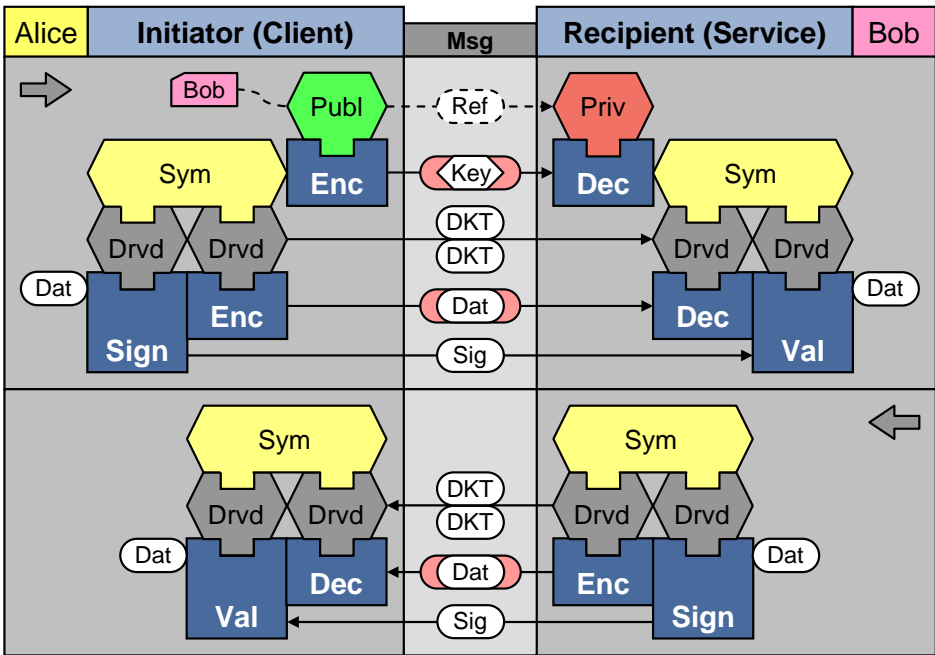 Alice Initiator (Client) Msg Recipient (Service) Bob
Bob Publ Ref Priv
Sym Enc Key Dec Sym
Drvd Drvd DKT Drvd Drvd
DKT
Dat Enc Dat Dec Dat
Sign Sig Val
Sym Sym
Drvd Drvd DKT Drvd Drvd
DKT
Dat Dec Dat Enc Dat
Val Sig Sign